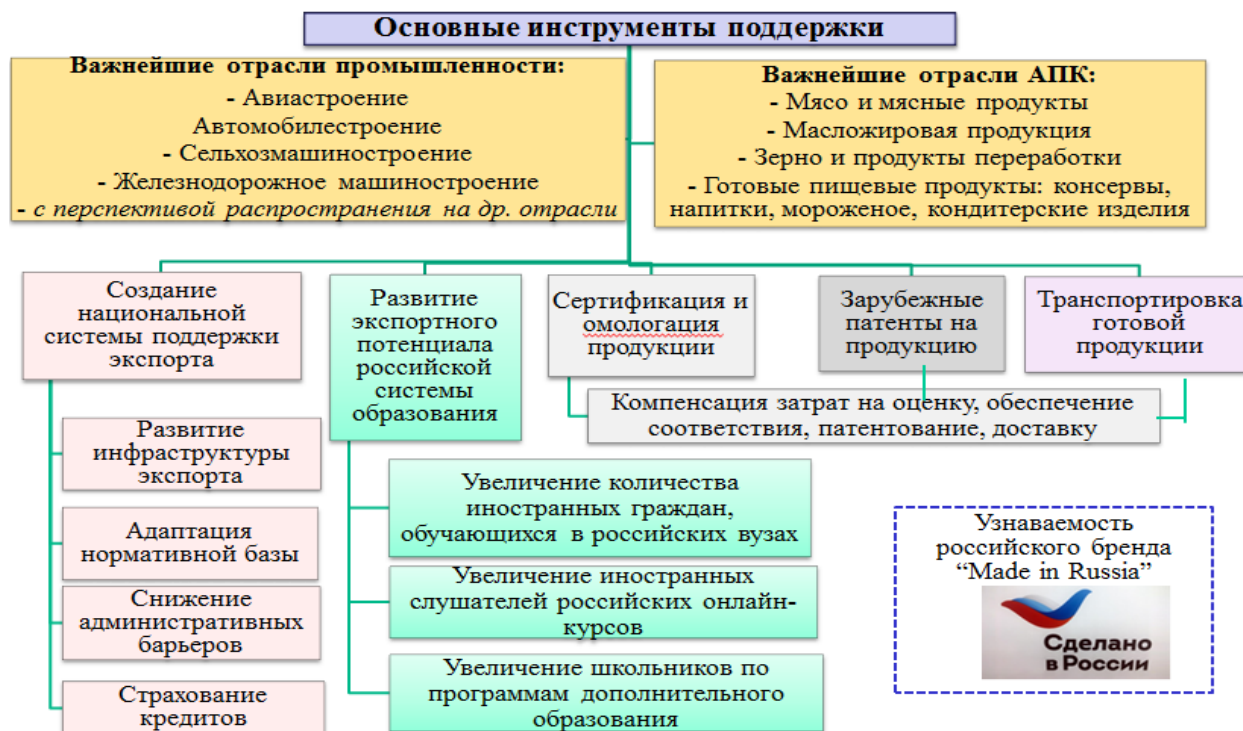 Основные инструменты поддержки
Важнейшие отрасли промышленности:
- Авиастроение
Автомобилестроение
- Сельхозмашиностроение
- Железнодорожное машиностроение
- с перспективой распространения на др. отрасли
Важнейшие отрасли АПК:
- Мясо и мясные продукты
- Масложировая продукция
- Зерно и продукты переработки
- Готовые пищевые продукты: консервы,
напитки, мороженое, кондитерские изделия
Создание
национальной
системы поддержки
экспорта
Развитие
экспортного
потенциала
российской
системы
образования
Сертификация и
омологация
продукции
Зарубежные
патенты на
продукцию
Транспортировка
готовой
продукции
Компенсация затрат на оценку, обеспечение
соответствия, патентование, доставку
Развитие
инфраструктуры
экспорта
Адаптация
нормативной базы
Снижение
административных
барьеров
Страхование
кредитов
Увеличение количества
иностранных граждан,
обучающихся в российских вузах
Увеличение иностранных
слушателей российских онлайн-
курсов
Увеличение школьников по
программам дополнительного
образования
Узнаваемость
российского бренда
“Made in Russia”
Сделано
в России